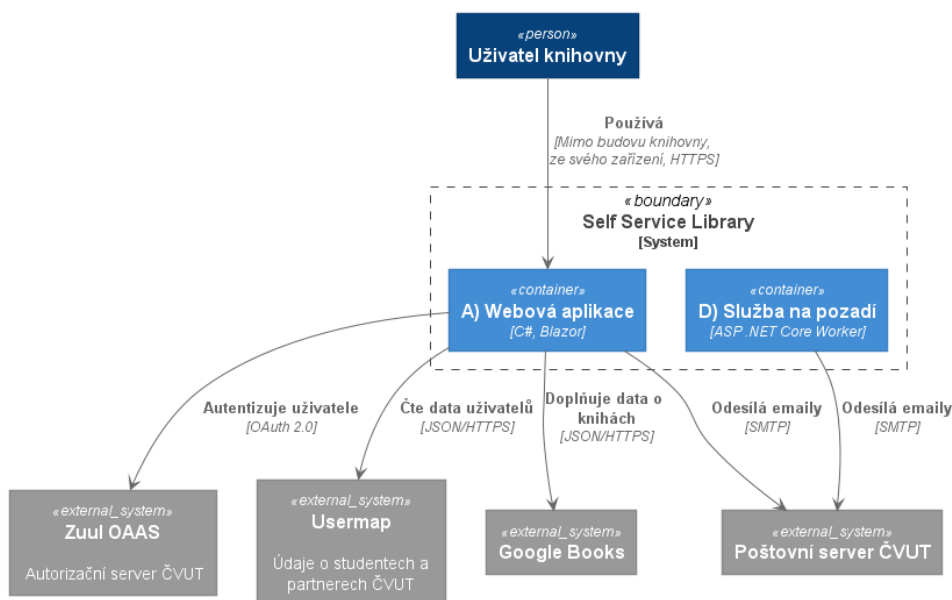 «person»
Uživatel knihovny
Používá
[Mimo budovu knihovny,
ze svého zařízení, HTTPS]
«boundary»
Self Service Library
[System]
«container»
A) Webová aplikace
[C#, Blazor]
«container»
D) Služba na pozadí
[ASP .NET Core Worker]
Autentizuje uživatele
[OAuth 2.0]
Čte data uživatelů
[JSON/HTTPS]
Doplňuje data o
knihách
[JSON/HTTPS]
Odesílá emaily
[SMTP]
Odesílá emaily
[SMTP]
«external_system»
Zuul OAAS
Autorizační server ČVUT
«external_system»
Usermap
Údaje o studentech a
partnerech ČVUT
«external_system»
Google Books
«external_system»
Poštovní server ČVUT